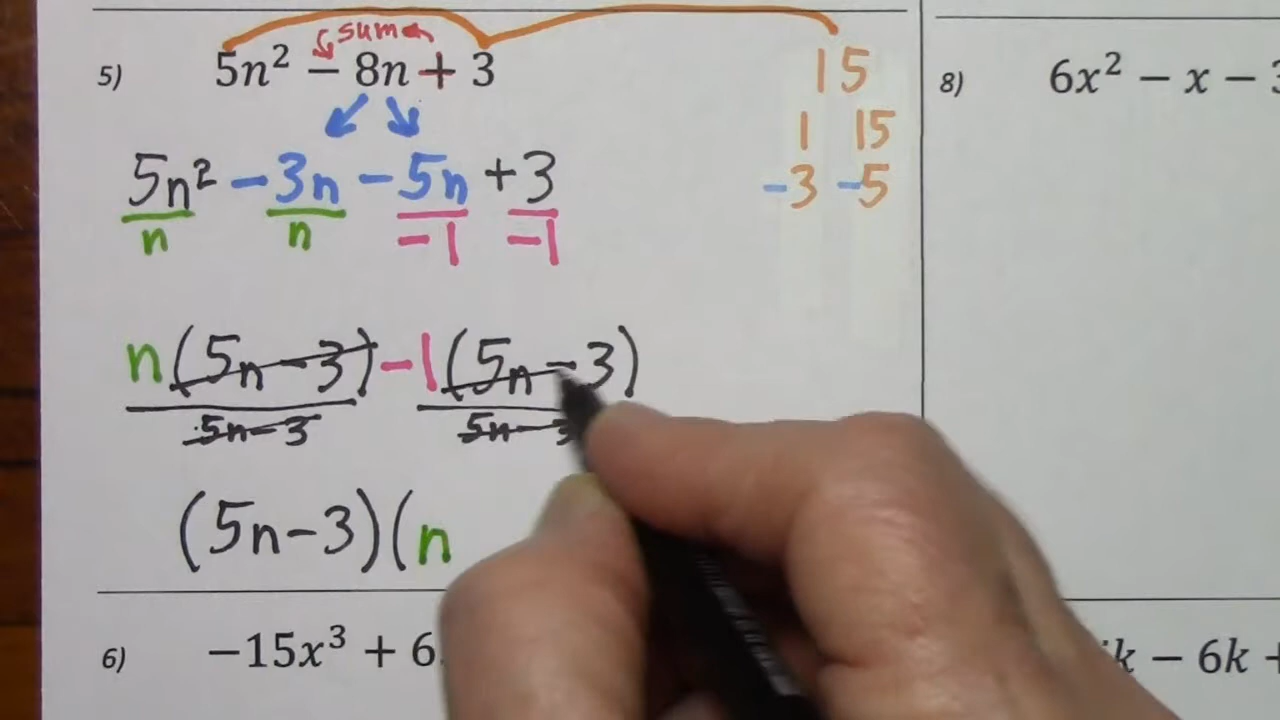 sum
5) 5n² − 8n + 3
15
1 15
-3 -5
5n² -3n -5n +3
n n -1 -1
n(5n-3) -1(5n-3)
5n-3 5n-3
(5n-3)(n
6) −15x³ + 6
8) 6x² − x − 3
k − 6k +